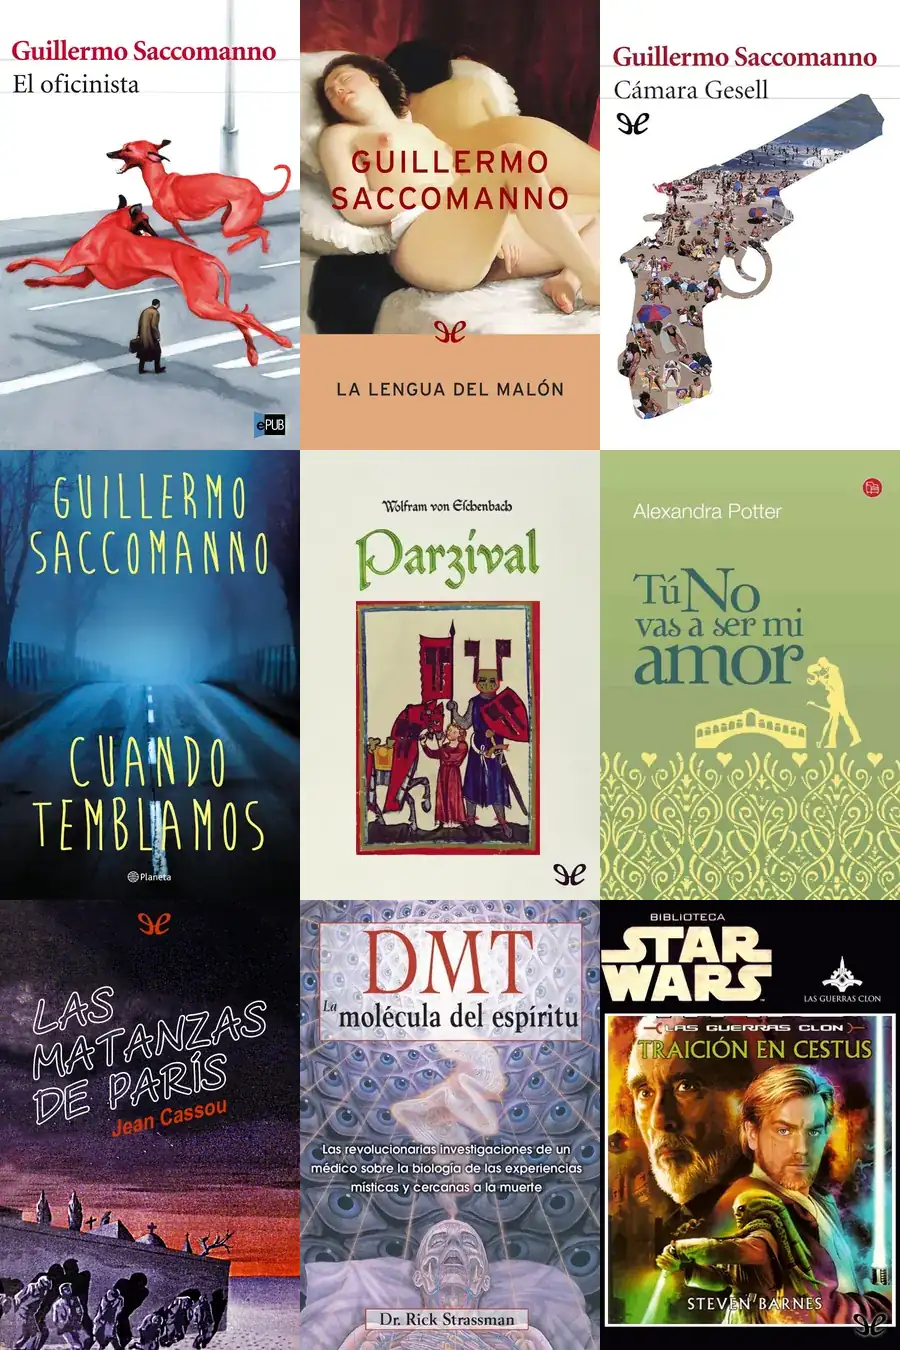 Guillermo Saccomanno
El oficinista
ePUB
GUILLERMO
SACCOMANNO
LA LENGUA DEL MALÓN
Guillermo Saccomanno
Cámara Gesell
GUILLERMO
SACCOMANNO
CUANDO
TEMBLAMOS
Planeta
Wolfram von Eschenbach
Parzival
Alexandra Potter
Tú No
vas a ser mi
amor
LAS
MATANZAS
DE PARÍS
Jean Cassou
DMT
La
molécula del espíritu
Las revolucionarias investigaciones de un
médico sobre la biología de las experiencias
místicas y cercanas a la muerte
Dr. Rick Strassman
BIBLIOTECA
STAR
WARS
LAS GUERRAS CLON
LAS GUERRAS CLON
TRAICIÓN EN CESTUS
STEVEN BARNES